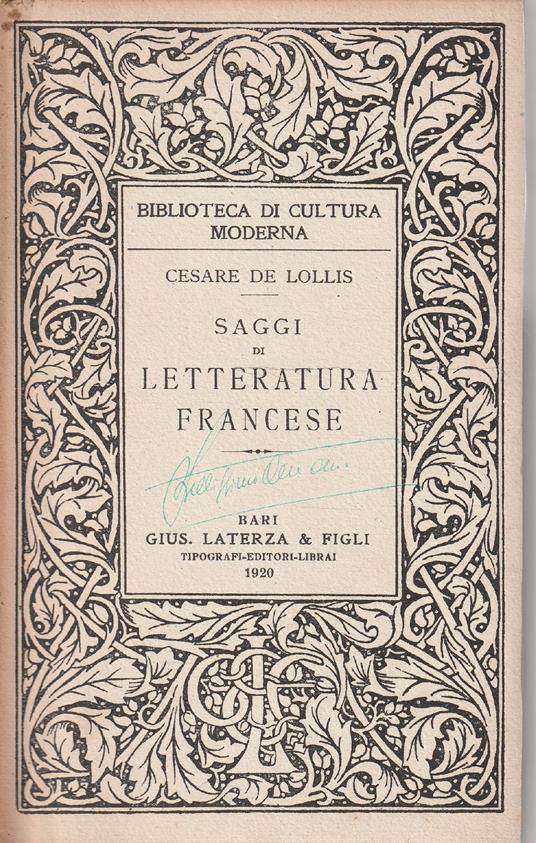 BIBLIOTECA DI CULTURA
MODERNA
CESARE DE LOLLIS
SAGGI
DI
LETTERATURA
FRANCESE
BARI
GIUS. LATERZA & FIGLI
TIPOGRAFI-EDITORI-LIBRAI
1920